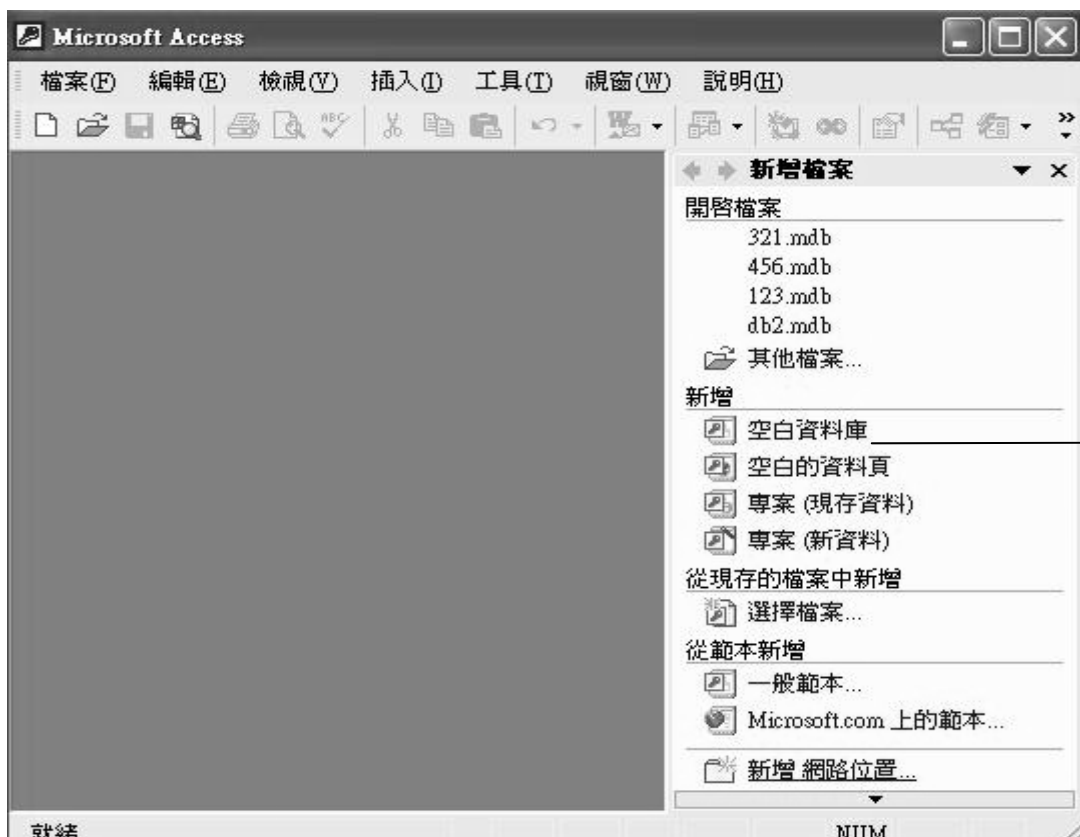 Microsoft Access
檔案(F) 編輯(E) 檢視(V) 插入(I) 工具(T) 視窗(W) 說明(H)
新增檔案
開啓檔案
321.mdb
456.mdb
123.mdb
db2.mdb
其他檔案...
新增
空白資料庫
空白的資料頁
專案 (現存資料)
專案 (新資料)
從現存的檔案中新增
選擇檔案...
從範本新增
一般範本...
Microsoft.com 上的範本...
新增 網路位置...
就緒 NUM